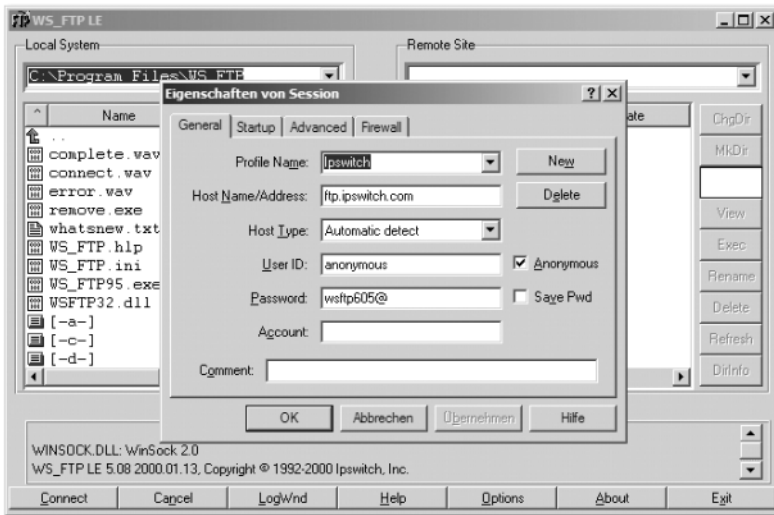 WS_FTP LE
Local System
Remote Site
C:\Program Files\WS_FTP
Name
ate
ChgDir
MkDir
View
Exec
Rename
Delete
Refresh
DirInfo
..
complete.wav
connect.wav
error.wav
remove.exe
whatsnew.txt
WS_FTP.hlp
WS_FTP.ini
WS_FTP95.exe
WSFTP32.dll
[-a-]
[-c-]
[-d-]
Eigenschaften von Session
General Startup Advanced Firewall
Profile Name: Ipswitch New
Host Name/Address: ftp.ipswitch.com Delete
Host Type: Automatic detect
User ID: anonymous Anonymous
Password: wsftp605@ Save Pwd
Account:
Comment:
OK Abbrechen Übernehmen Hilfe
WINSOCK.DLL: WinSock 2.0
WS_FTP LE 5.08 2000.01.13, Copyright © 1992-2000 Ipswitch, Inc.
Connect Cancel LogWnd Help Options About Exit